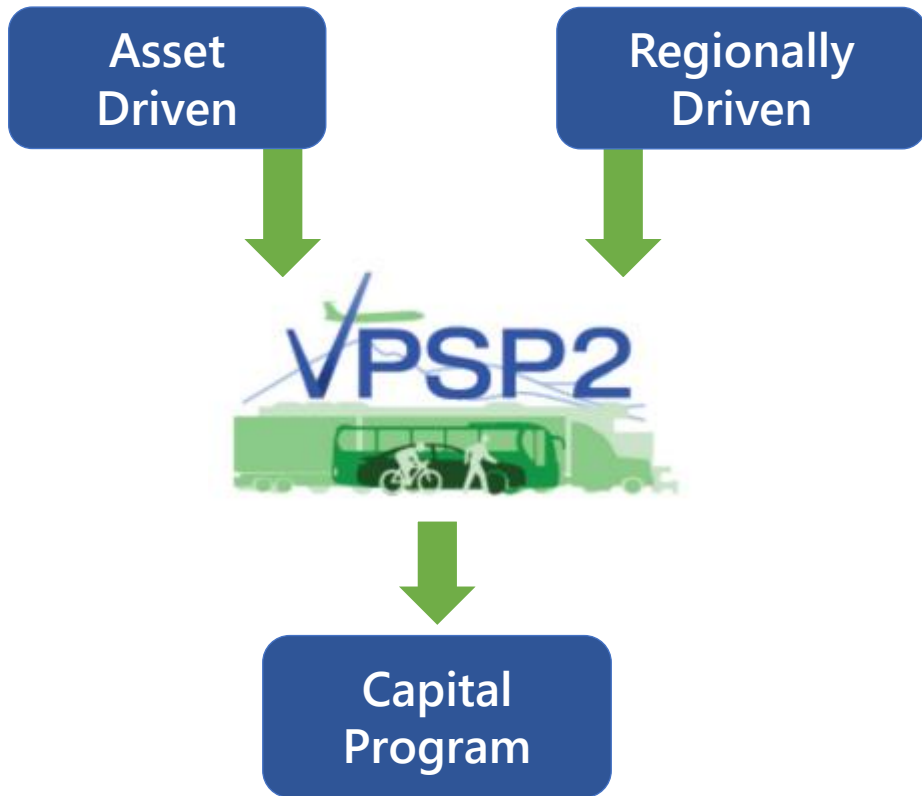 Asset
Driven
Regionally
Driven
VPSP2
Capital
Program